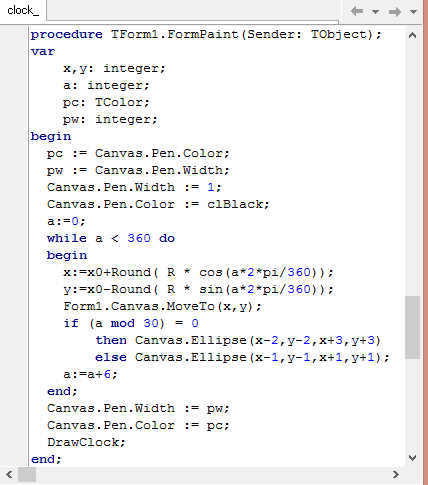 clock_
procedure TForm1.FormPaint(Sender: TObject);
var
    x,y: integer;
    a: integer;
    pc: TColor;
    pw: integer;
begin
  pc := Canvas.Pen.Color;
  pw := Canvas.Pen.Width;
  Canvas.Pen.Width := 1;
  Canvas.Pen.Color := clBlack;
  a:=0;
  while a < 360 do
  begin
    x:=x0+Round( R * cos(a*2*pi/360));
    y:=x0-Round( R * sin(a*2*pi/360));
    Form1.Canvas.MoveTo(x,y);
    if (a mod 30) = 0
        then Canvas.Ellipse(x-2,y-2,x+3,y+3)
        else Canvas.Ellipse(x-1,y-1,x+1,y+1);
    a:=a+6;
  end;
  Canvas.Pen.Width := pw;
  Canvas.Pen.Color := pc;
  DrawClock;
end;